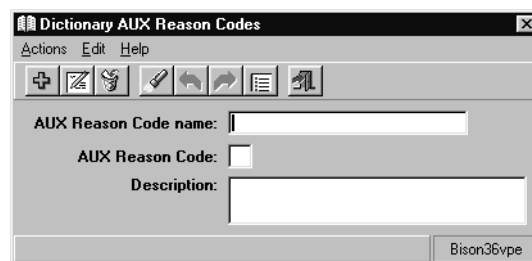 Dictionary AUX Reason Codes
Actions Edit Help
AUX Reason Code name:
AUX Reason Code:
Description:
Bison36vpe